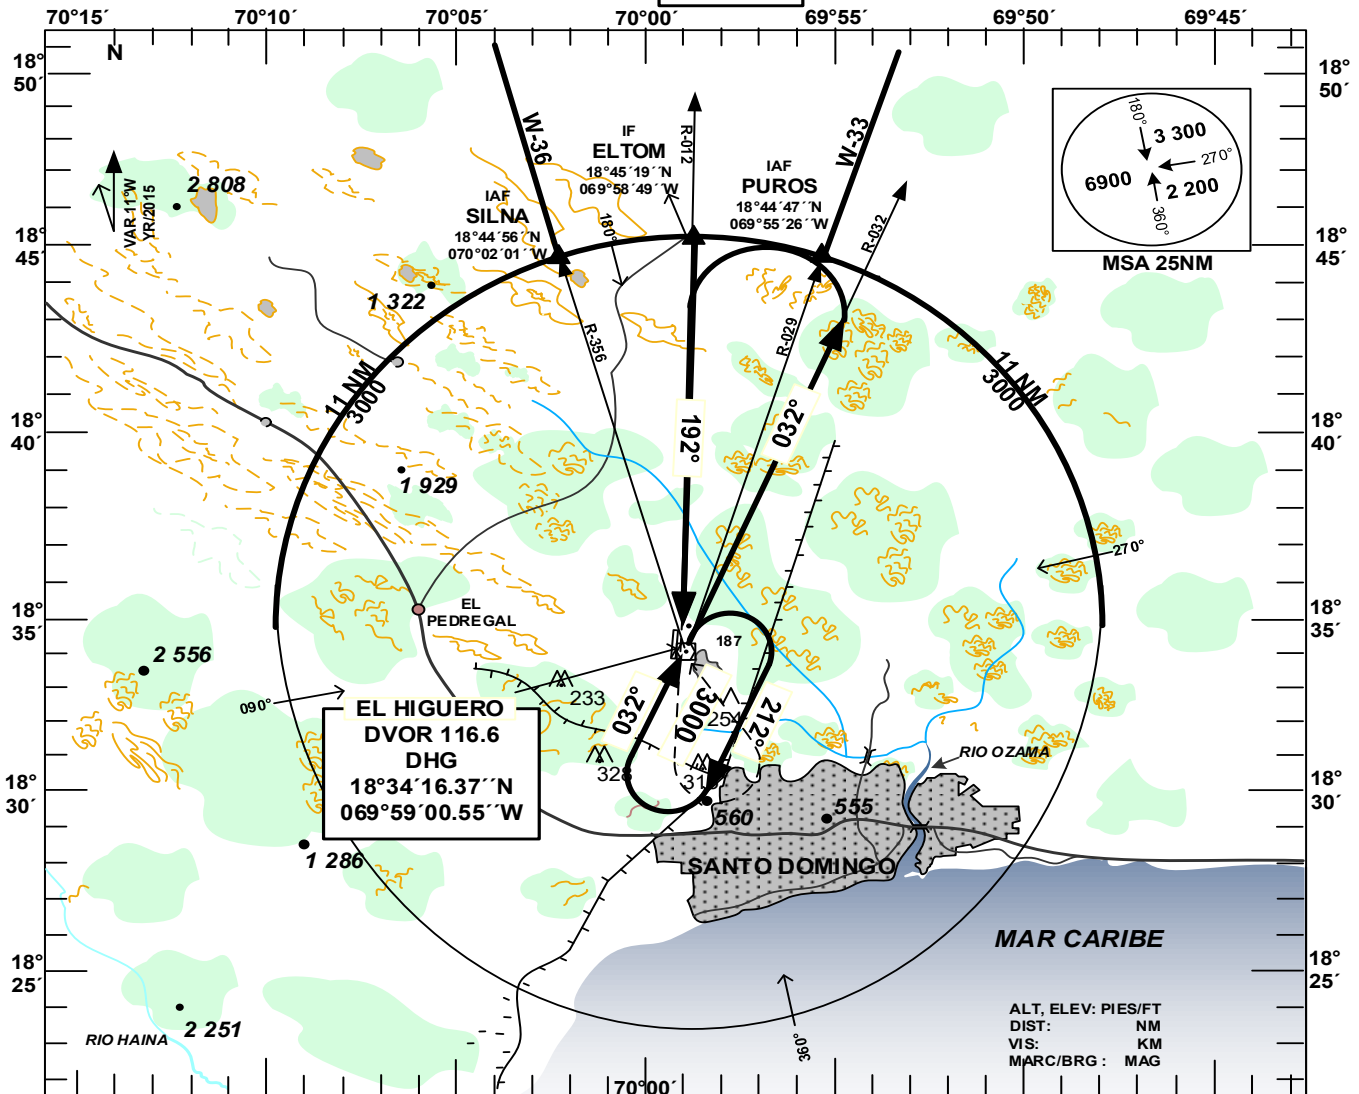 70°15´ 70°10´ 70°05´ 70°00´ 69°55´ 69°50´ 69°45´
18°
50´
18°
50´
N
VAR 11°W
YR/2015
2 808
W-36
IF
ELTOM
18°45´19´´N
069°58´49´´W
R-012
IAF
PUROS
18°44´47´´N
069°55´26´´W
W-33
R-032
IAF
SILNA
18°44´56´´N
070°02´01´´W
180°
180°
3 300
270°
6900
2 200
360°
MSA 25NM
18°
45´
18°
45´
1 322
R-356
R-029
11 NM
3000
11 NM
3000
192°
032°
18°
40´
18°
40´
1 929
270°
EL
PEDREGAL
18°
35´
18°
35´
187
2 556
090°
233
032°
3000
254
212°
EL HIGUERO
DVOR 116.6
DHG
18°34´16.37´´N
069°59´00.55´´W
328
RIO OZAMA
18°
30´
18°
30´
560
555
1 286
SANTO DOMINGO
MAR CARIBE
18°
25´
18°
25´
2 251
RIO HAINA
360°
ALT, ELEV: PIES/FT
DIST: NM
VIS: KM
MARC/BRG : MAG
70°00´